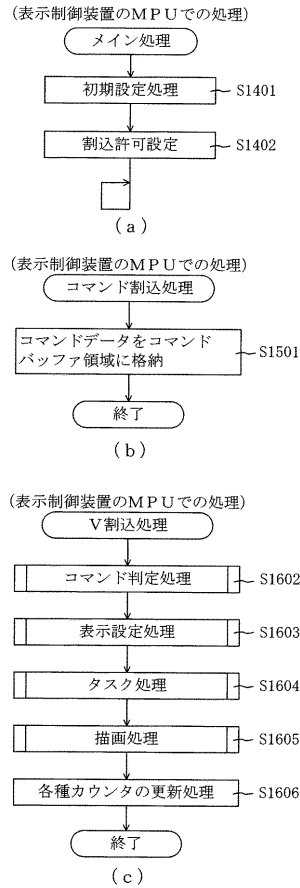 (表示制御装置のＭＰＵでの処理)
メイン処理
初期設定処理
S1401
割込許可設定
S1402
(a)
(表示制御装置のＭＰＵでの処理)
コマンド割込処理
コマンドデータをコマンド
バッファ領域に格納
S1501
終了
(b)
(表示制御装置のＭＰＵでの処理)
Ｖ割込処理
コマンド判定処理
S1602
表示設定処理
S1603
タスク処理
S1604
描画処理
S1605
各種カウンタの更新処理
S1606
終了
(c)